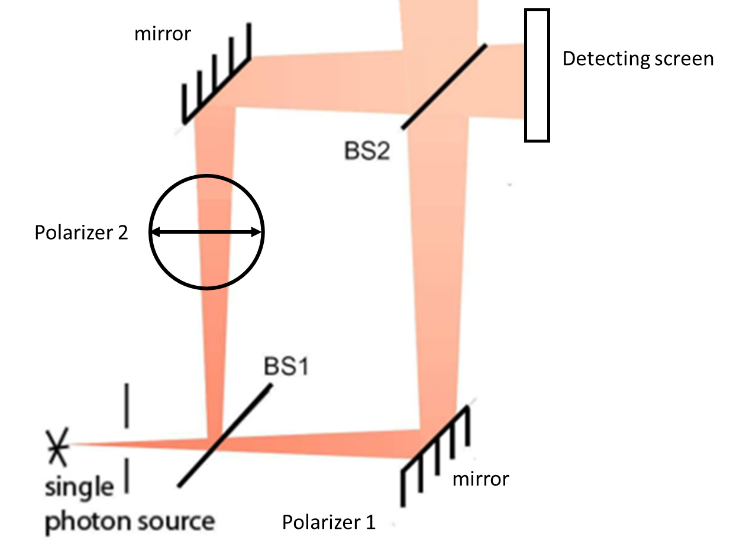 mirror
Detecting screen
BS2
Polarizer 2
BS1
single
photon source
mirror
Polarizer 1